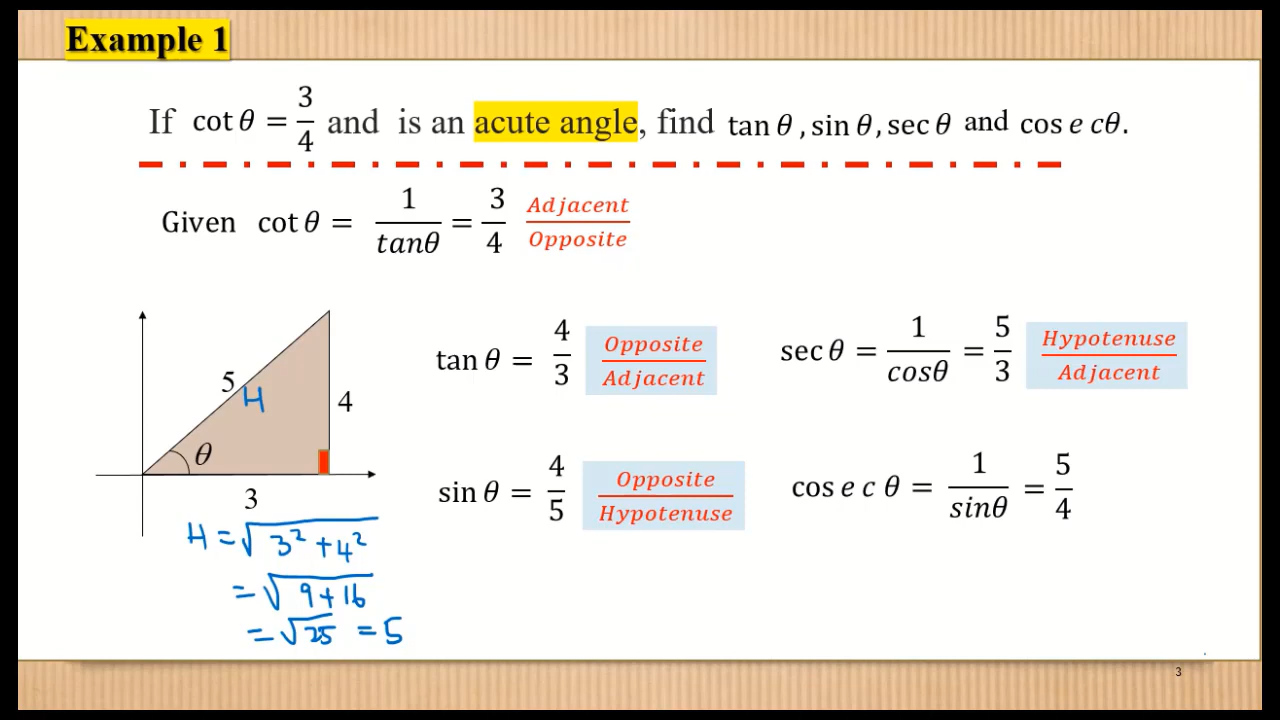 Example 1
If cot θ = 3/4 and is an acute angle, find tan θ , sin θ , sec θ and cos e cθ.
Given cot θ = 1/tanθ = 3/4 Adjacent/Opposite
5
H
4
θ
3
H = √(3² + 4²)
= √(9 + 16)
= √25 = 5
tan θ = 4/3 Opposite/Adjacent
sec θ = 1/cosθ = 5/3 Hypotenuse/Adjacent
sin θ = 4/5 Opposite/Hypotenuse
cos e c θ = 1/sinθ = 5/4
3